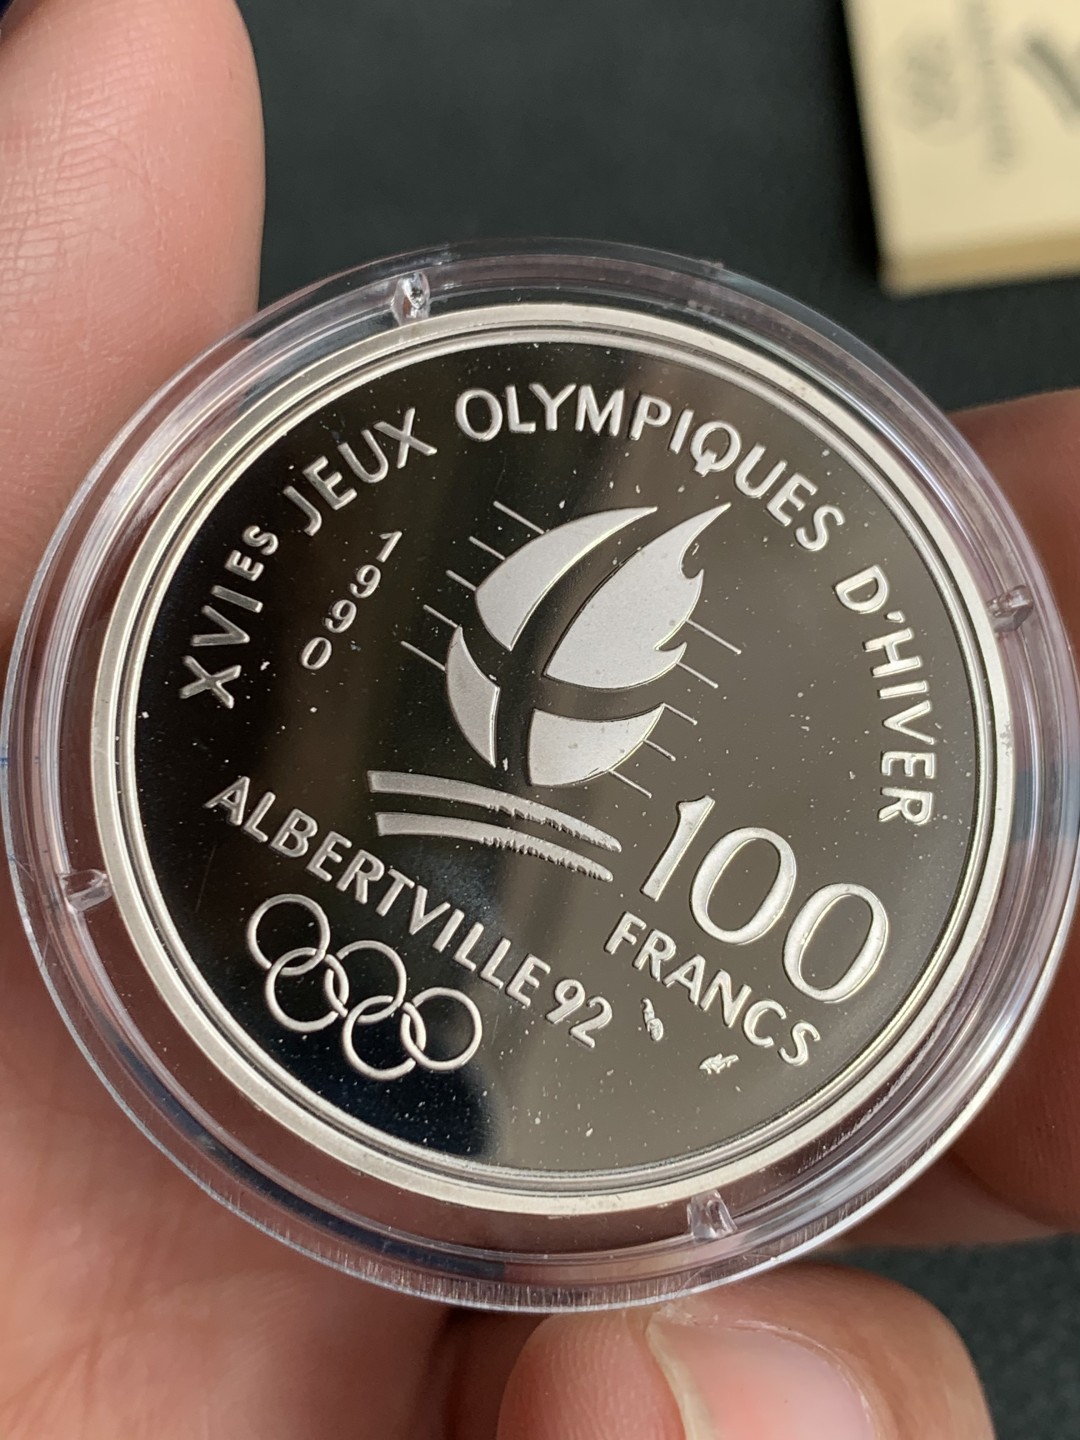 XVIES JEUX OLYMPIQUES D'HIVER
1990
100
FRANCS
ALBERTVILLE 92